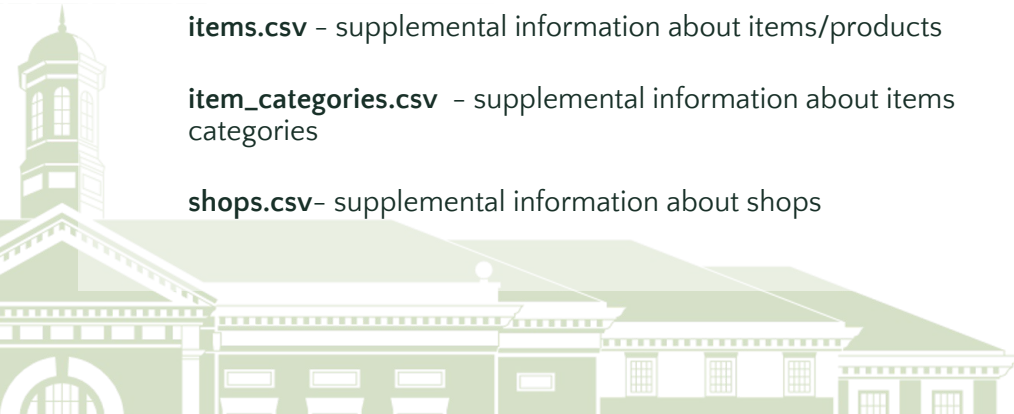 items.csv - supplemental information about items/products
item_categories.csv - supplemental information about items
categories
shops.csv- supplemental information about shops